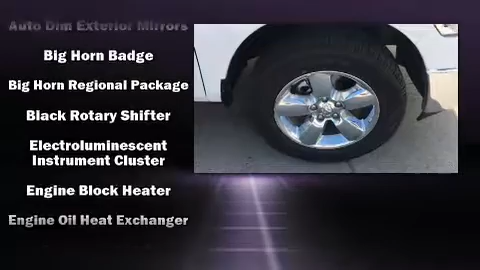 Auto Dim Exterior Mirrors
Big Horn Badge
Big Horn Regional Package
Black Rotary Shifter
Electroluminescent
Instrument Cluster
Engine Block Heater
Engine Oil Heat Exchanger